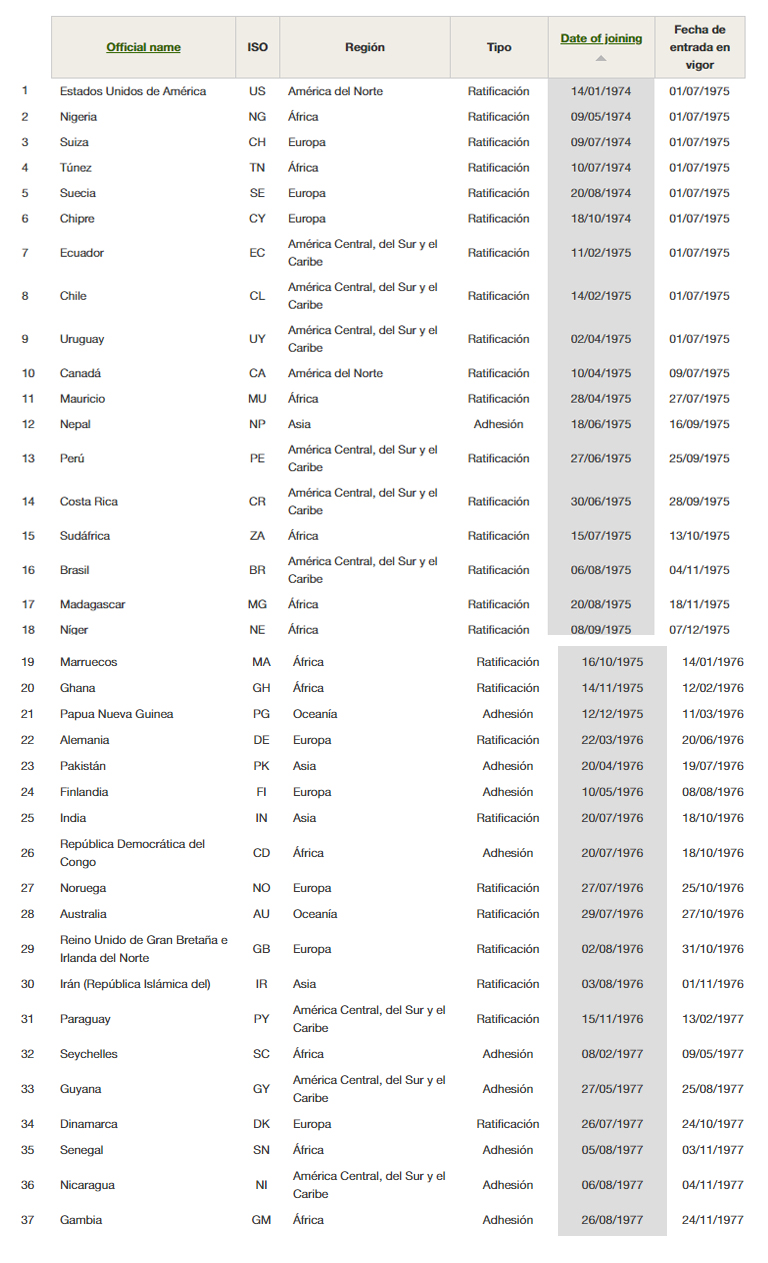 Official name ISO Región Tipo Date of joining Fecha de entrada en vigor
1 Estados Unidos de América US América del Norte Ratificación 14/01/1974 01/07/1975
2 Nigeria NG África Ratificación 09/05/1974 01/07/1975
3 Suiza CH Europa Ratificación 09/07/1974 01/07/1975
4 Túnez TN África Ratificación 10/07/1974 01/07/1975
5 Suecia SE Europa Ratificación 20/08/1974 01/07/1975
6 Chipre CY Europa Ratificación 18/10/1974 01/07/1975
7 Ecuador EC América Central, del Sur y el Caribe Ratificación 11/02/1975 01/07/1975
8 Chile CL América Central, del Sur y el Caribe Ratificación 14/02/1975 01/07/1975
9 Uruguay UY América Central, del Sur y el Caribe Ratificación 02/04/1975 01/07/1975
10 Canadá CA América del Norte Ratificación 10/04/1975 09/07/1975
11 Mauricio MU África Ratificación 28/04/1975 27/07/1975
12 Nepal NP Asia Adhesión 18/06/1975 16/09/1975
13 Perú PE América Central, del Sur y el Caribe Ratificación 27/06/1975 25/09/1975
14 Costa Rica CR América Central, del Sur y el Caribe Ratificación 30/06/1975 28/09/1975
15 Sudáfrica ZA África Ratificación 15/07/1975 13/10/1975
16 Brasil BR América Central, del Sur y el Caribe Ratificación 06/08/1975 04/11/1975
17 Madagascar MG África Ratificación 20/08/1975 18/11/1975
18 Níger NE África Ratificación 08/09/1975 07/12/1975
19 Marruecos MA África Ratificación 16/10/1975 14/01/1976
20 Ghana GH África Ratificación 14/11/1975 12/02/1976
21 Papua Nueva Guinea PG Oceanía Adhesión 12/12/1975 11/03/1976
22 Alemania DE Europa Ratificación 22/03/1976 20/06/1976
23 Pakistán PK Asia Adhesión 20/04/1976 19/07/1976
24 Finlandia FI Europa Adhesión 10/05/1976 08/08/1976
25 India IN Asia Ratificación 20/07/1976 18/10/1976
26 República Democrática del Congo CD África Adhesión 20/07/1976 18/10/1976
27 Noruega NO Europa Ratificación 27/07/1976 25/10/1976
28 Australia AU Oceanía Ratificación 29/07/1976 27/10/1976
29 Reino Unido de Gran Bretaña e Irlanda del Norte GB Europa Ratificación 02/08/1976 31/10/1976
30 Irán (República Islámica del) IR Asia Ratificación 03/08/1976 01/11/1976
31 Paraguay PY América Central, del Sur y el Caribe Ratificación 15/11/1976 13/02/1977
32 Seychelles SC África Adhesión 08/02/1977 09/05/1977
33 Guyana GY América Central, del Sur y el Caribe Adhesión 27/05/1977 25/08/1977
34 Dinamarca DK Europa Ratificación 26/07/1977 24/10/1977
35 Senegal SN África Adhesión 05/08/1977 03/11/1977
36 Nicaragua NI América Central, del Sur y el Caribe Adhesión 06/08/1977 04/11/1977
37 Gambia GM África Adhesión 26/08/1977 24/11/1977